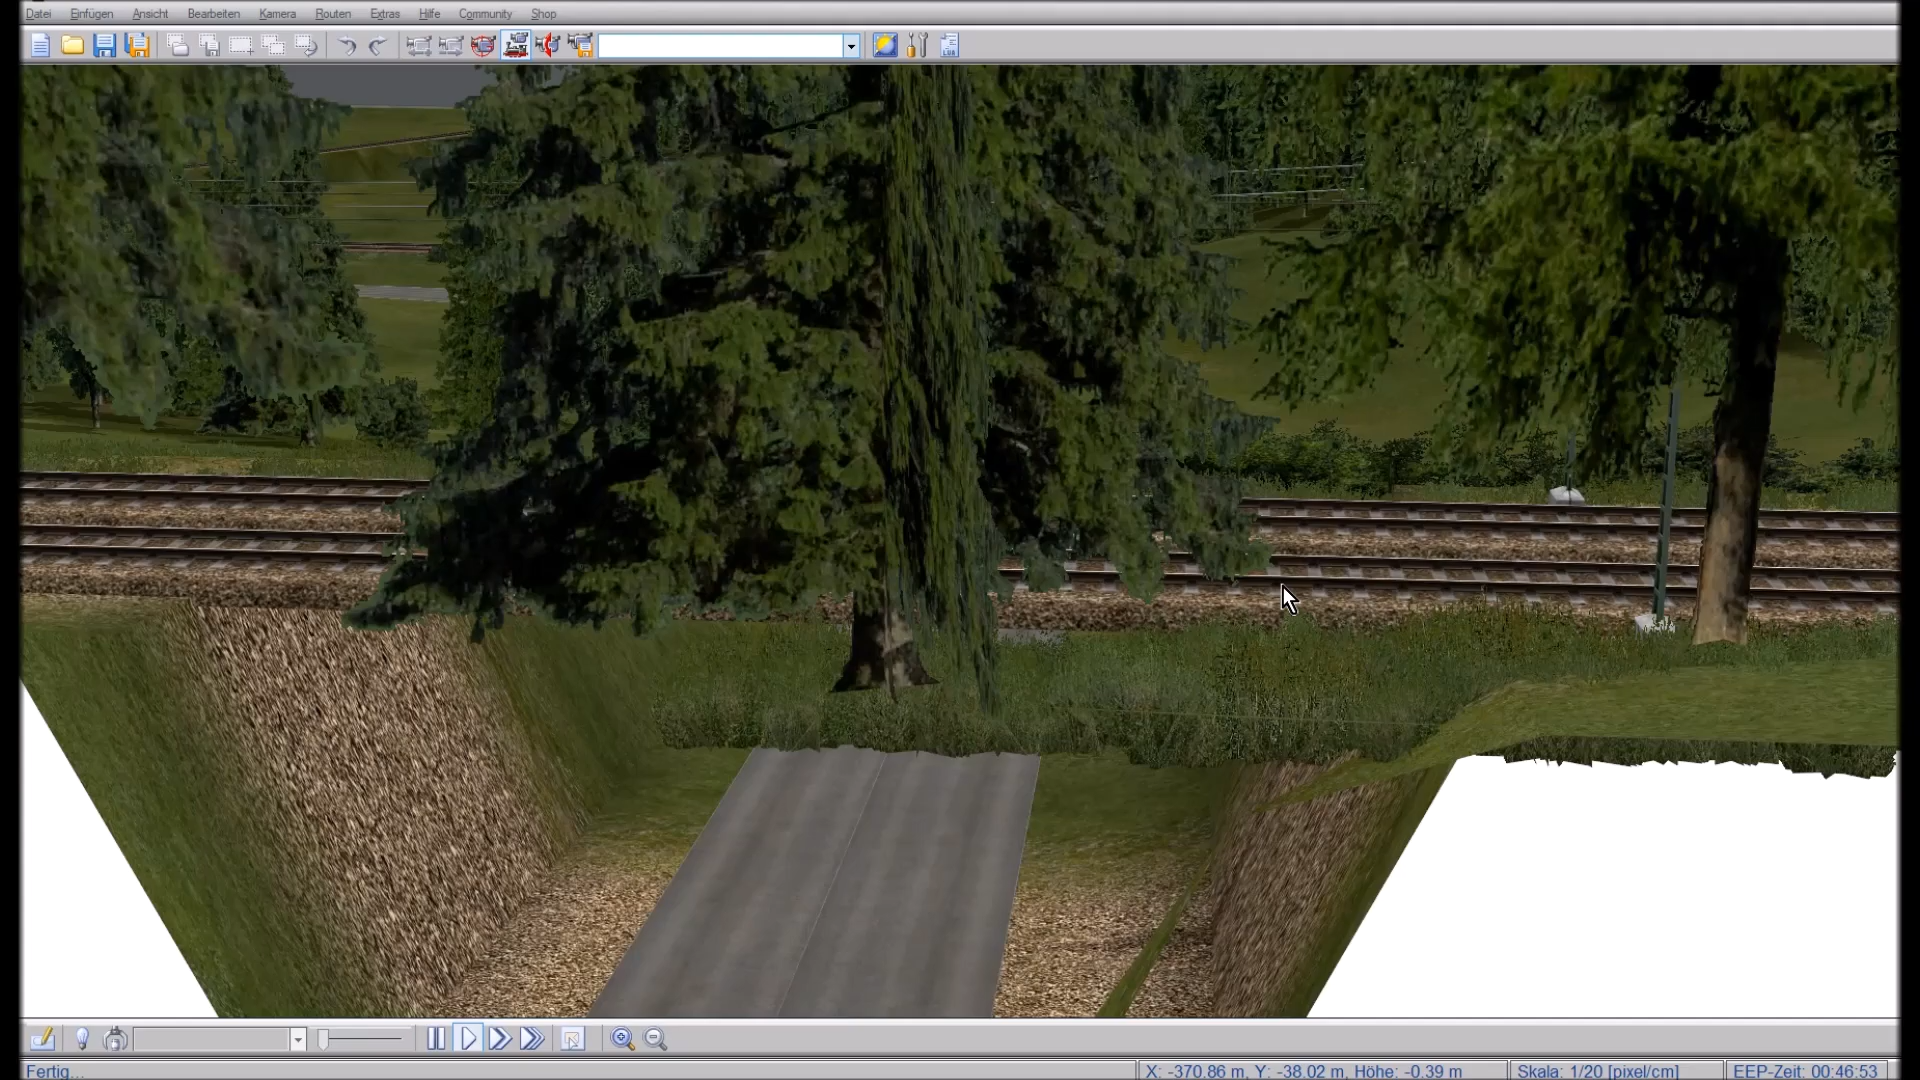 Datei Einfügen Ansicht Bearbeiten Kamera Routen Extras Hilfe Community Shop
Fertig... X: -370.86 m, Y: -38.02 m, Höhe: -0.39 m Skala: 1/20 [pixel/cm] EEP-Zeit: 00:46:53